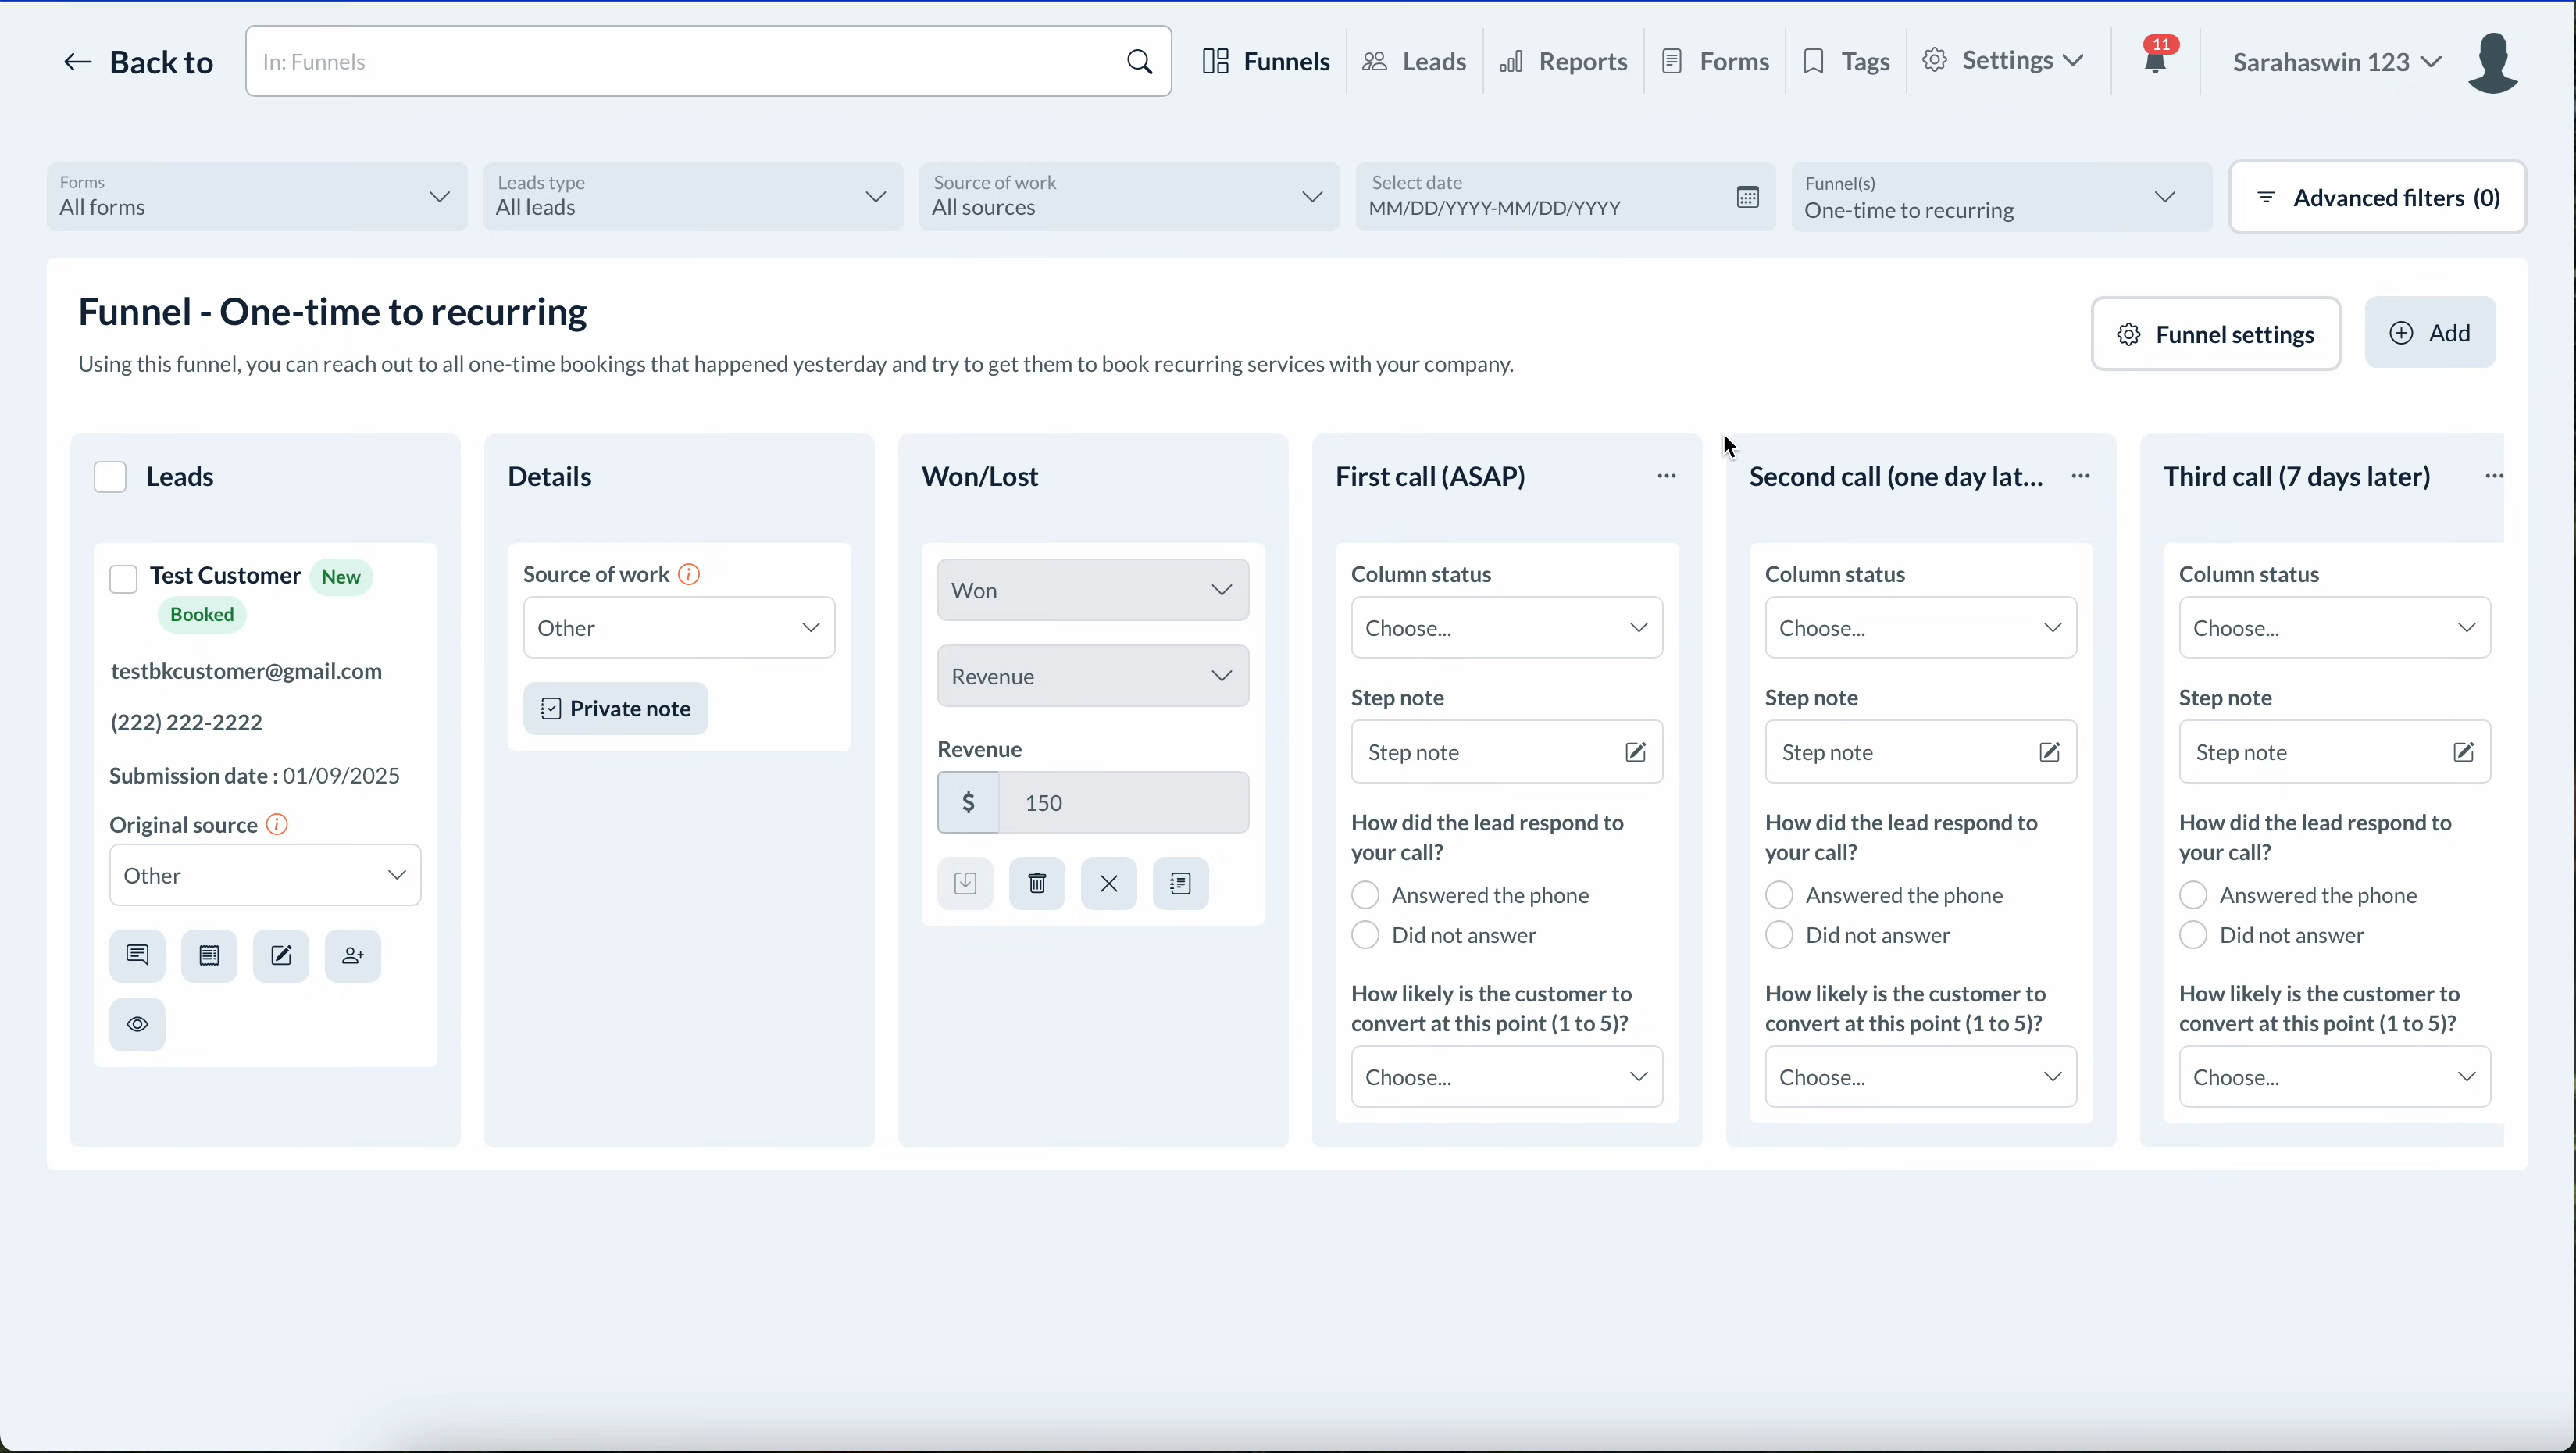 Back to
In: Funnels
Funnels
Leads
Reports
Forms
Tags
Settings
11
Sarahaswin 123
Forms
All forms
Leads type
All leads
Source of work
All sources
Select date
MM/DD/YYYY-MM/DD/YYYY
Funnel(s)
One-time to recurring
Advanced filters (0)
Funnel - One-time to recurring
Using this funnel, you can reach out to all one-time bookings that happened yesterday and try to get them to book recurring services with your company.
Funnel settings
Add
Leads
Test Customer New
Booked
testbkcustomer@gmail.com
(222) 222-2222
Submission date : 01/09/2025
Original source
Other
Details
Source of work
Other
Private note
Won/Lost
Won
Revenue
Revenue
$ 150
First call (ASAP) ...
Column status
Choose...
Step note
Step note
How did the lead respond to
your call?
Answered the phone
Did not answer
How likely is the customer to
convert at this point (1 to 5)?
Choose...
Second call (one day lat... ...
Column status
Choose...
Step note
Step note
How did the lead respond to
your call?
Answered the phone
Did not answer
How likely is the customer to
convert at this point (1 to 5)?
Choose...
Third call (7 days later) ...
Column status
Choose...
Step note
Step note
How did the lead respond to
your call?
Answered the phone
Did not answer
How likely is the customer to
convert at this point (1 to 5)?
Choose...